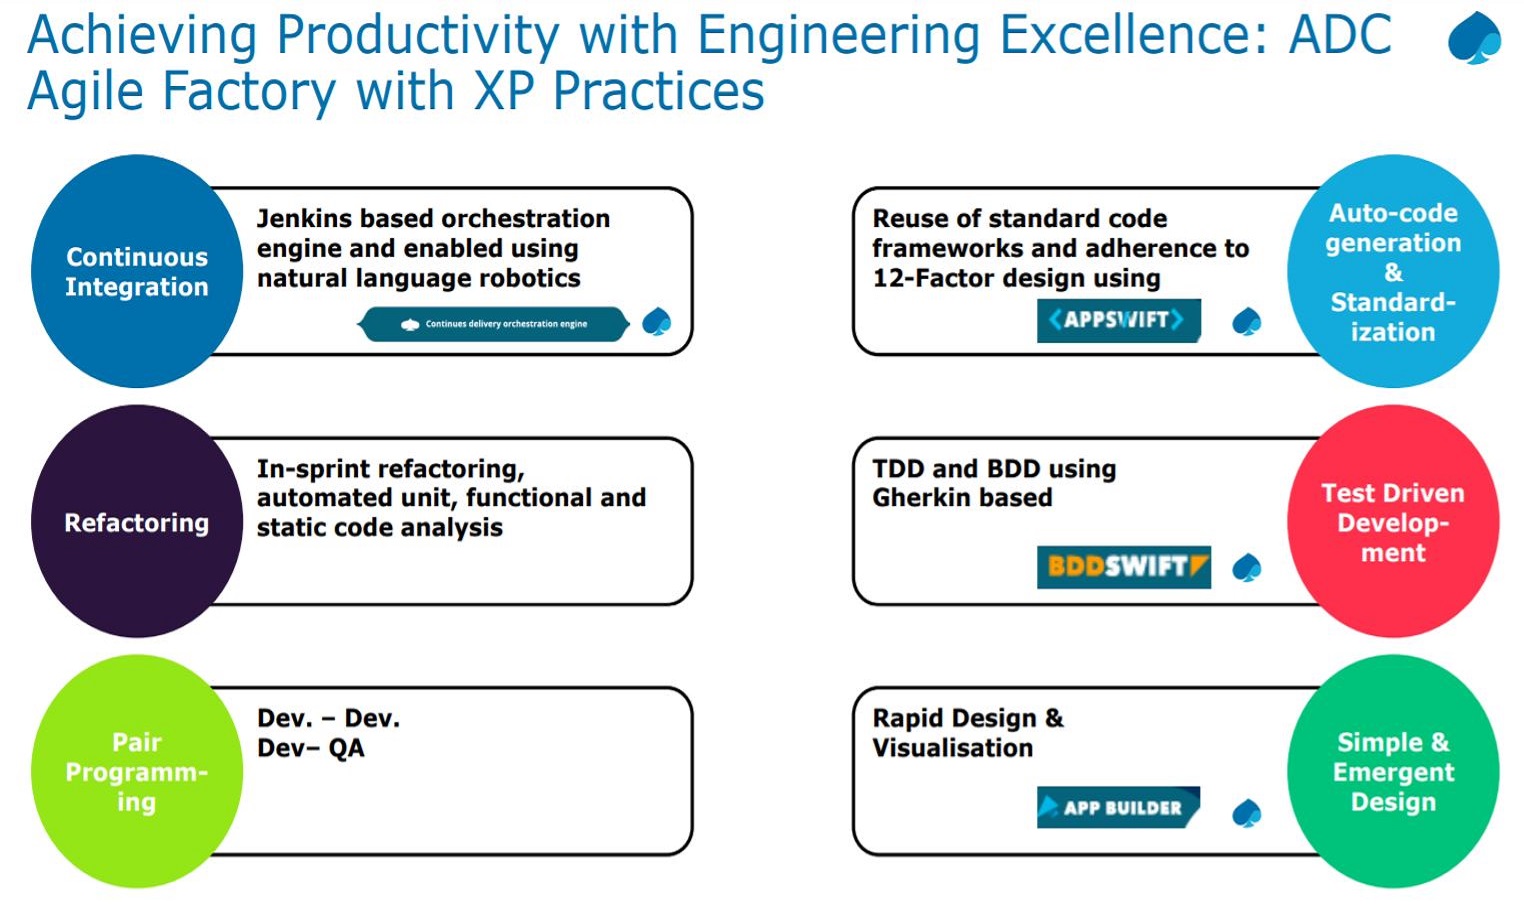 Achieving Productivity with Engineering Excellence: ADC
Agile Factory with XP Practices
Continuous
Integration
Jenkins based orchestration
engine and enabled using
natural language robotics
Continues delivery orchestration engine
Reuse of standard code
frameworks and adherence to
12-Factor design using
<APPSWIFT>
Auto-code
generation
&
Standard-
ization
Refactoring
In-sprint refactoring,
automated unit, functional and
static code analysis
TDD and BDD using
Gherkin based
BDDSWIFT
Test Driven
Develop-
ment
Pair
Programm-
ing
Dev. – Dev.
Dev– QA
Rapid Design &
Visualisation
APP BUILDER
Simple &
Emergent
Design